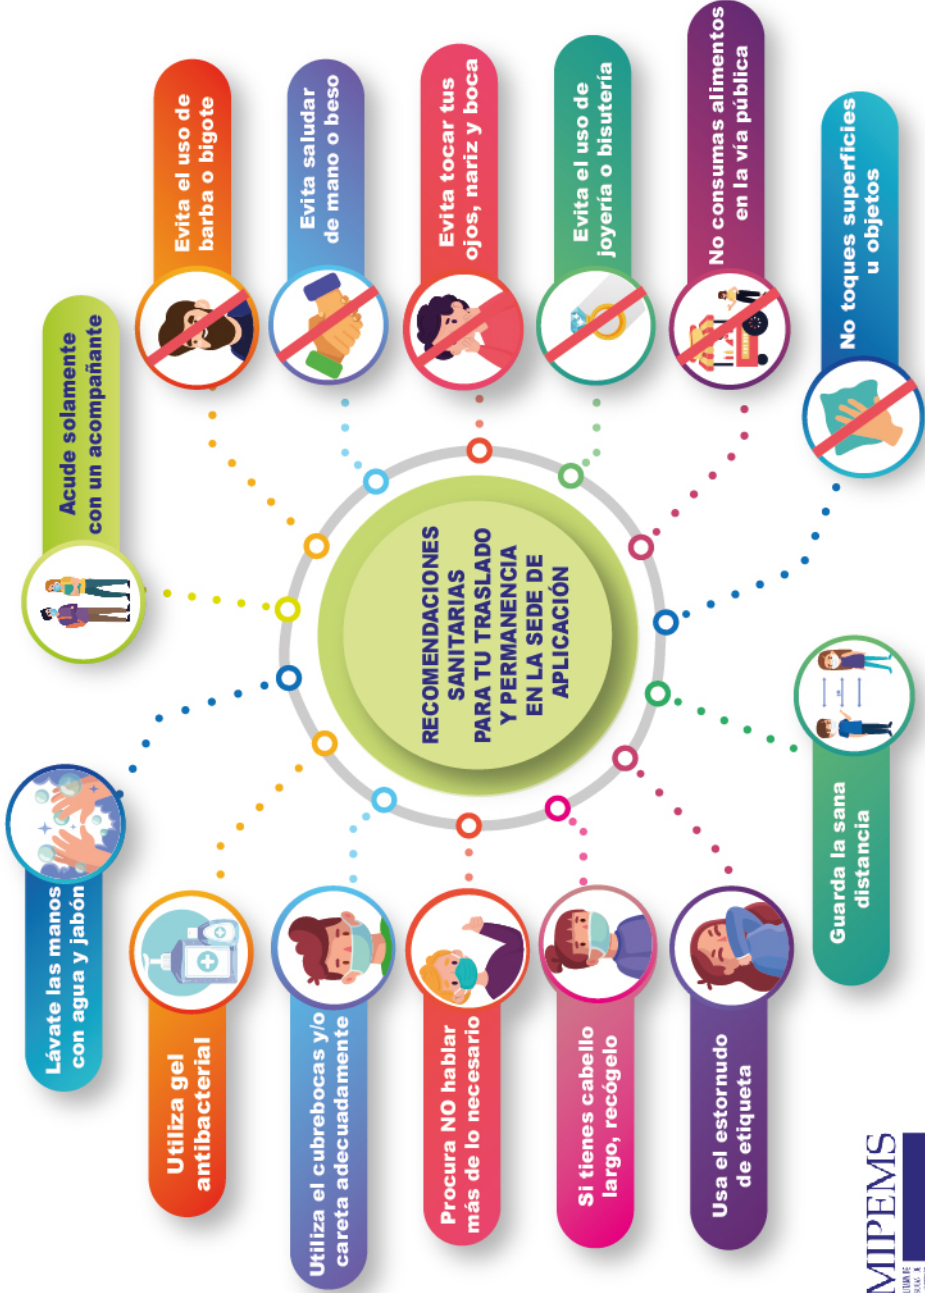 RECOMENDACIONES
SANITARIAS
PARA TU TRASLADO
Y PERMANENCIA
EN LA SEDE DE
APLICACIÓN
Lávate las manos
con agua y jabón
Utiliza gel
antibacterial
Utiliza el cubrebocas y/o
careta adecuadamente
Procura NO hablar
más de lo necesario
Si tienes cabello
largo, recógelo
Usa el estornudo
de etiqueta
Guarda la sana
distancia
Acude solamente
con un acompañante
Evita el uso de
barba o bigote
Evita saludar
de mano o beso
Evita tocar tus
ojos, nariz y boca
Evita el uso de
joyería o bisutería
No consumas alimentos
en la vía pública
No toques superficies
u objetos
MIPEMS